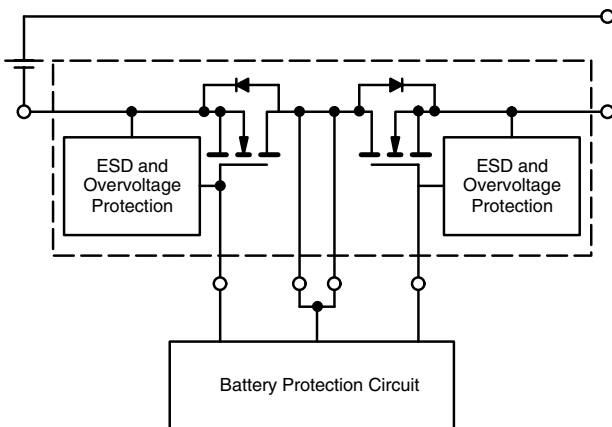 ESD and
Overvoltage
Protection
ESD and
Overvoltage
Protection
Battery Protection Circuit